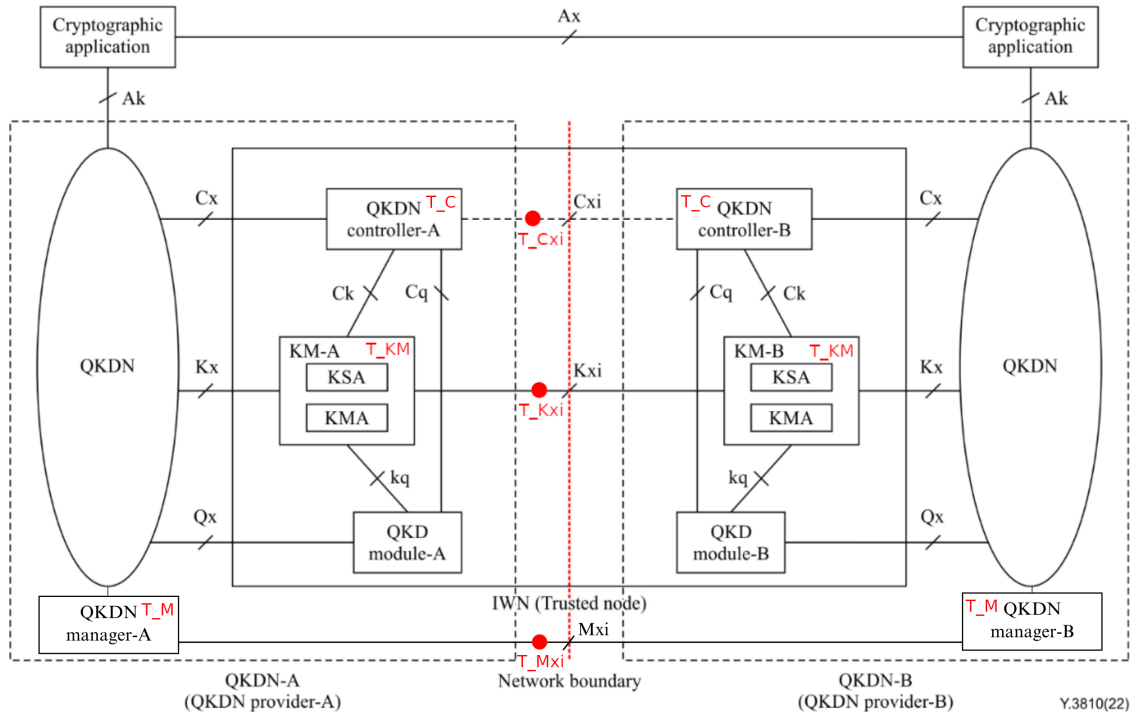 Ax
Cryptographic
application
Cryptographic
application
Ak
Ak
Cx
QKDN T_C
controller-A
Cxi
T_Cxi
T_C QKDN
controller-B
Cx
Ck
Cq
Cq
Ck
QKDN
Kx
KM-A T_KM
KSA
KMA
Kxi
T_Kxi
KM-B T_KM
KSA
KMA
Kx
QKDN
kq
kq
Qx
QKD
module-A
QKD
module-B
Qx
IWN (Trusted node)
QKDN T_M
manager-A
Mxi
T_Mxi
T_M QKDN
manager-B
QKDN-A
(QKDN provider-A)
Network boundary
QKDN-B
(QKDN provider-B)
Y.3810(22)